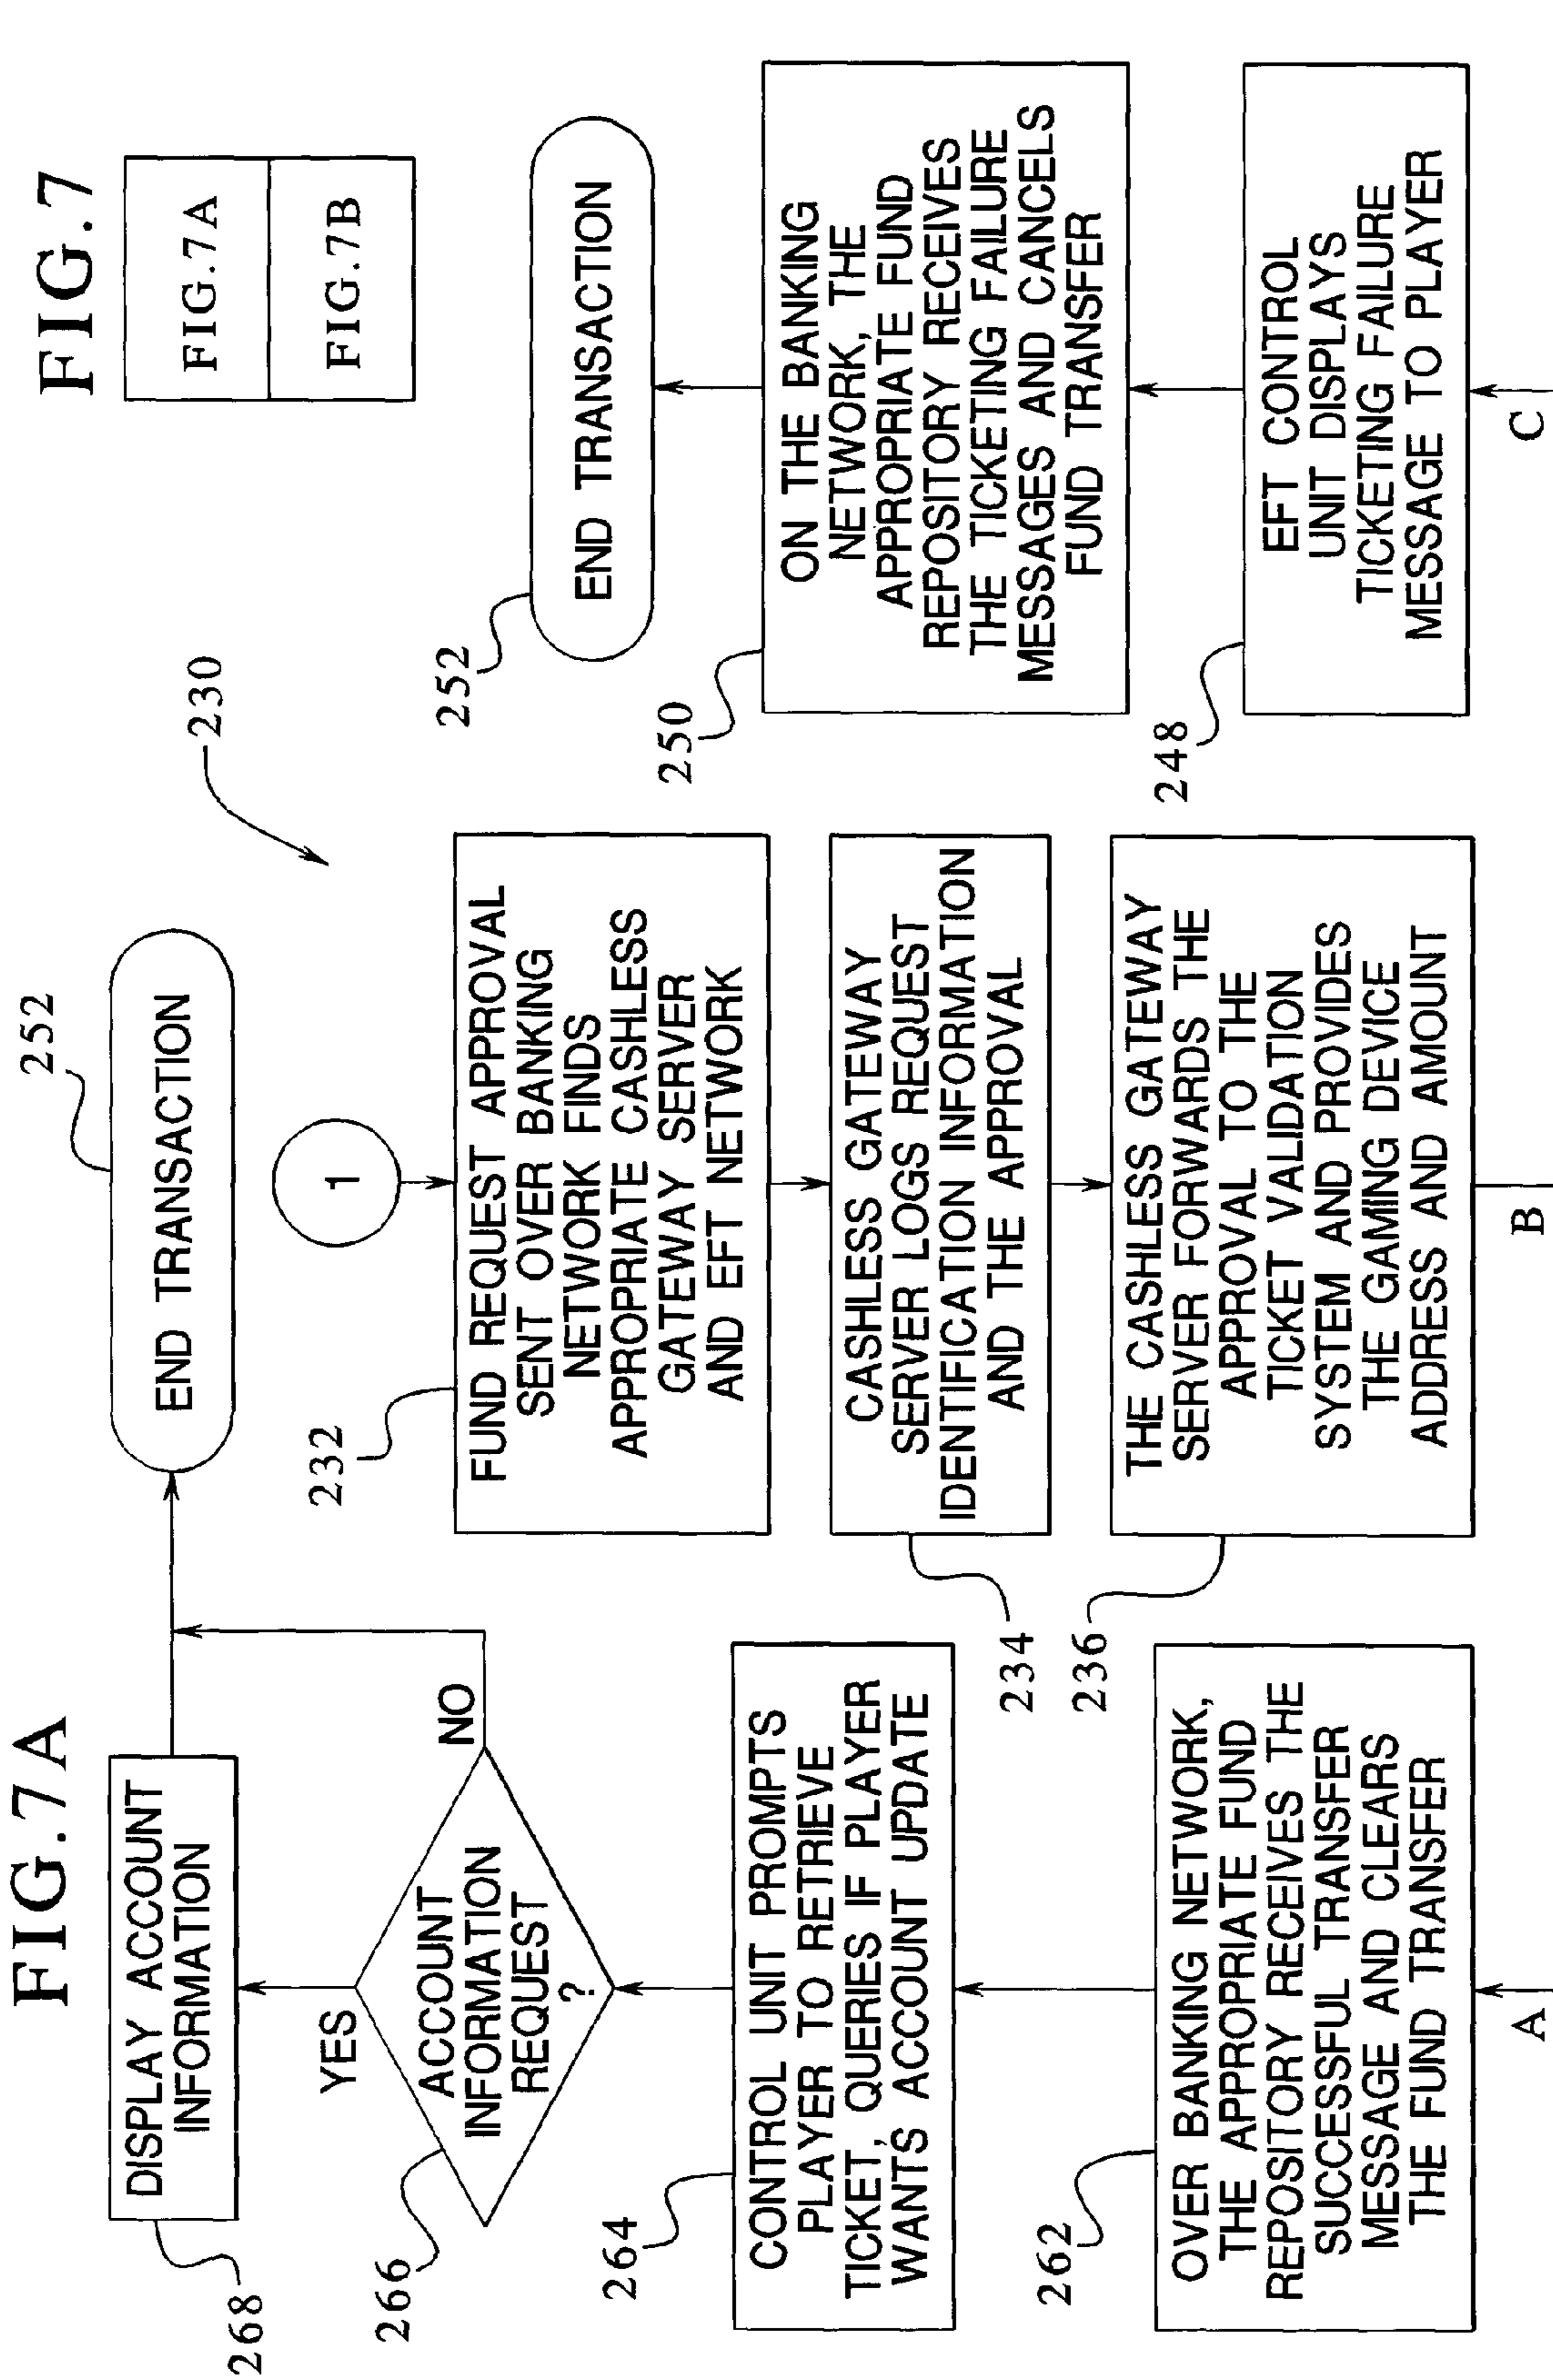 FIG.7A
DISPLAY ACCOUNT
INFORMATION
268
YES
ACCOUNT
INFORMATION
REQUEST
?
NO
266
CONTROL UNIT PROMPTS
PLAYER TO RETRIEVE
TICKET, QUERIES IF PLAYER
WANTS ACCOUNT UPDATE
264
OVER BANKING NETWORK,
THE APPROPRIATE FUND
REPOSITORY RECEIVES THE
SUCCESSFUL TRANSFER
MESSAGE AND CLEARS
THE FUND TRANSFER
262
A
252
END TRANSACTION
230
1
FUND REQUEST APPROVAL
SENT OVER BANKING
NETWORK FINDS
APPROPRIATE CASHLESS
GATEWAY SERVER
AND EFT NETWORK
232
CASHLESS GATEWAY
SERVER LOGS REQUEST
IDENTIFICATION INFORMATION
AND THE APPROVAL
234
THE CASHLESS GATEWAY
SERVER FORWARDS THE
APPROVAL TO THE
TICKET VALIDATION
SYSTEM AND PROVIDES
THE GAMING DEVICE
ADDRESS AND AMOUNT
236
B
FIG.7
FIG.7A
FIG.7B
252
END TRANSACTION
250
ON THE BANKING
NETWORK, THE
APPROPRIATE FUND
REPOSITORY RECEIVES
THE TICKETING FAILURE
MESSAGES AND CANCELS
FUND TRANSFER
248
EFT CONTROL
UNIT DISPLAYS
TICKETING FAILURE
MESSAGE TO PLAYER
C